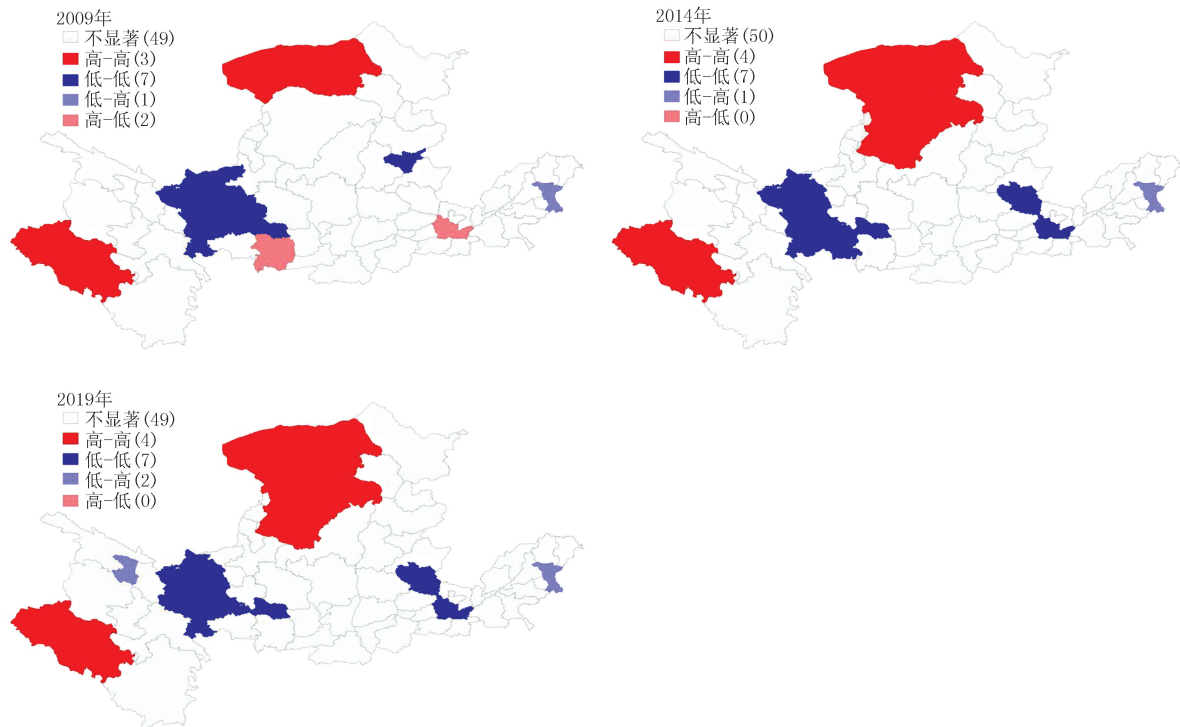 2009年
不显著(49)
高-高(3)
低-低(7)
低-高(1)
高-低(2)
2014年
不显著(50)
高-高(4)
低-低(7)
低-高(1)
高-低(0)
2019年
不显著(49)
高-高(4)
低-低(7)
低-高(2)
高-低(0)